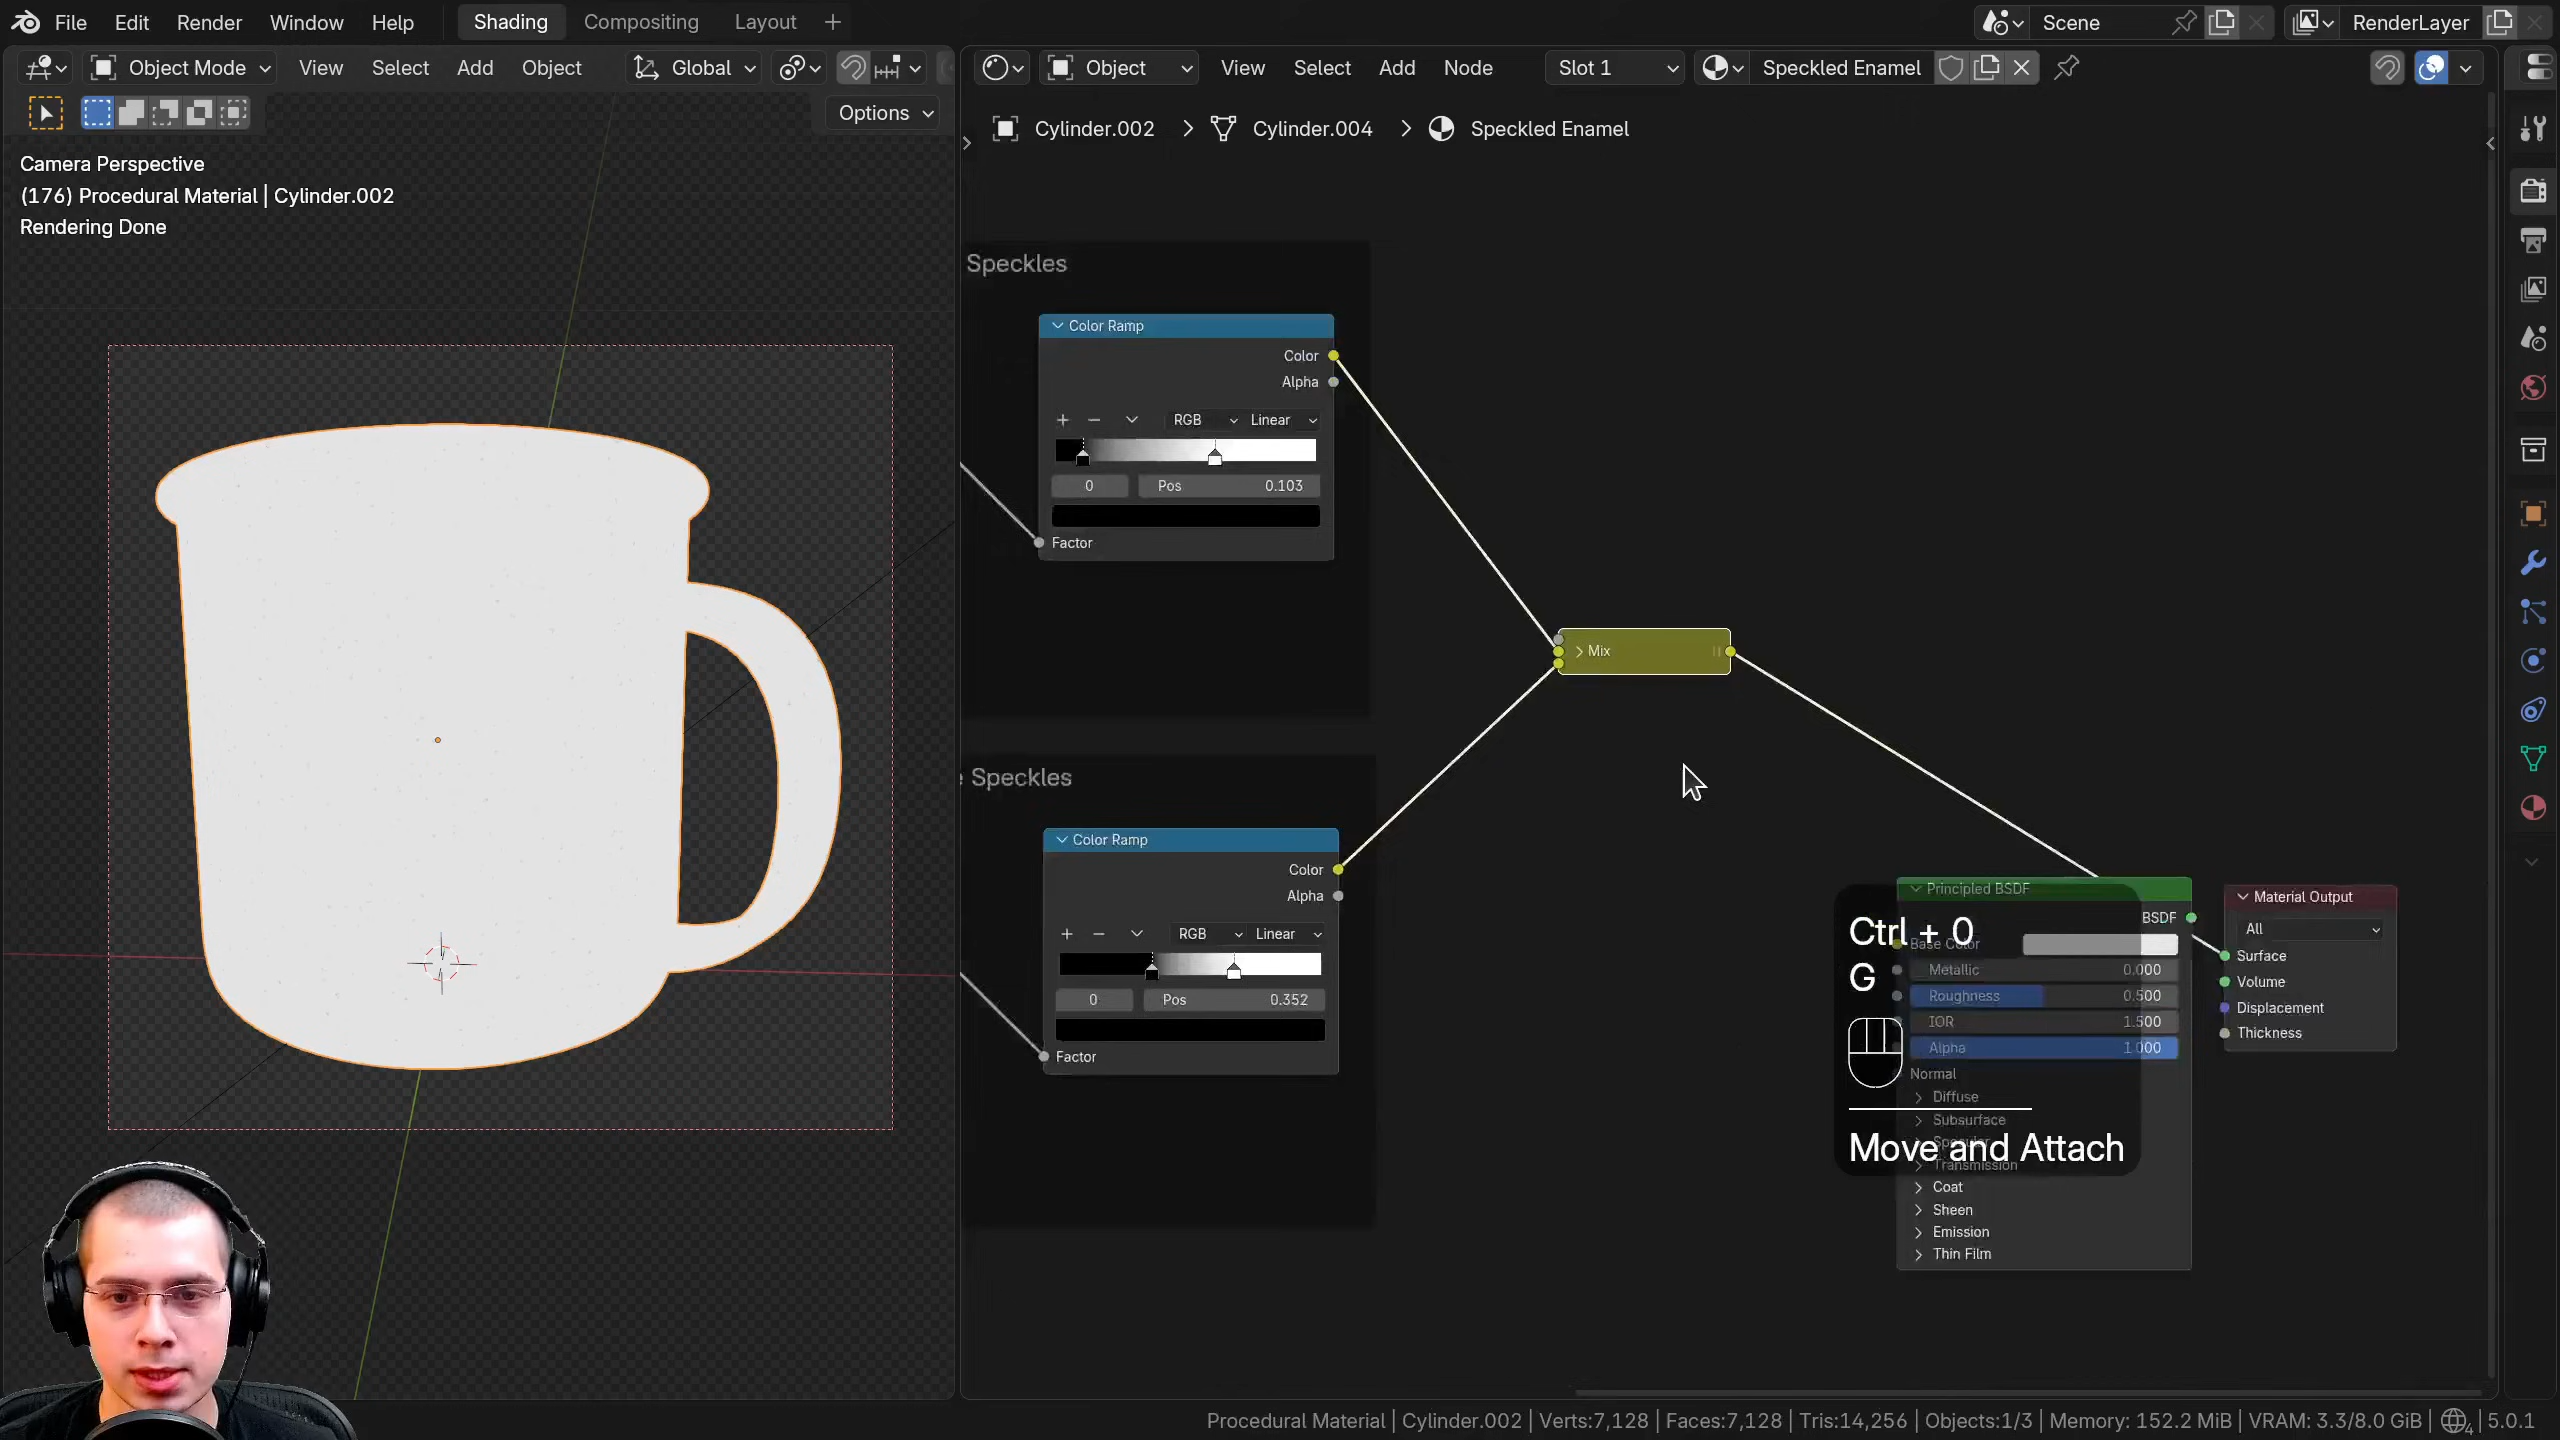 File Edit Render Window Help Shading Compositing Layout + Scene RenderLayer
Object Mode View Select Add Object Global Object View Select Add Node Slot 1 Speckled Enamel
Options
Cylinder.002 > Cylinder.004 > Speckled Enamel
Camera Perspective
(176) Procedural Material | Cylinder.002
Rendering Done
Speckles
Color Ramp
Color
Alpha
RGB Linear
0 Pos 0.103
Factor
Mix
e Speckles
Color Ramp
Color
Alpha
RGB Linear
0 Pos 0.352
Factor
Principled BSDF
BSDF
Base Color
Metallic 0.000
Roughness 0.500
IOR 1.500
Alpha 1.000
Normal
Diffuse
Subsurface
Specular
Transmission
Coat
Sheen
Emission
Thin Film
Material Output
All
Surface
Volume
Displacement
Thickness
Ctrl + 0
G
Move and Attach
Procedural Material | Cylinder.002 | Verts:7,128 | Faces:7,128 | Tris:14,256 | Objects:1/3 | Memory: 152.2 MiB | VRAM: 3.3/8.0 GiB | 4 | 5.0.1